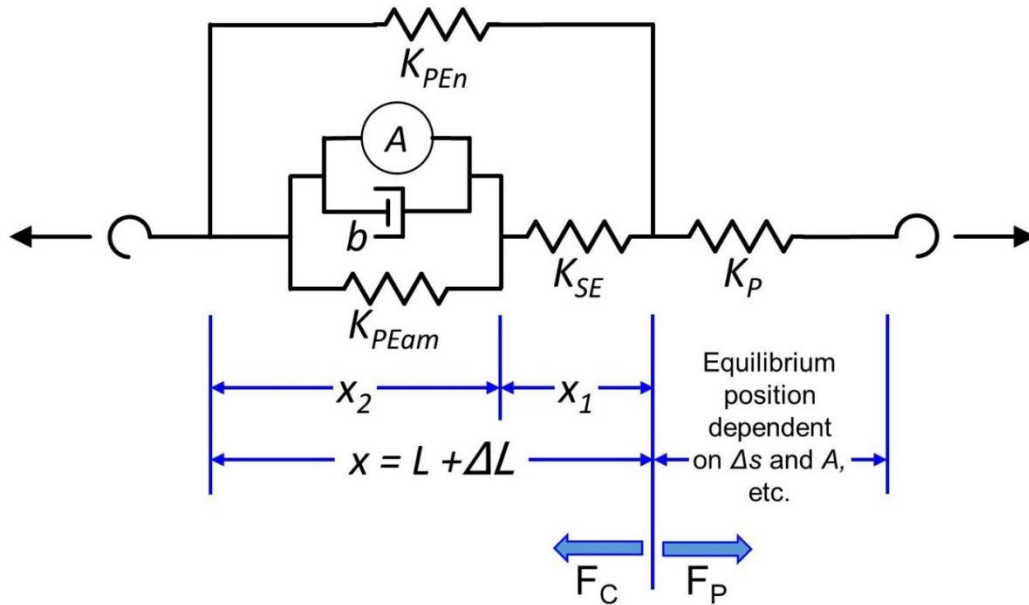 K_PEn
A
b
K_PEam
K_SE
K_P
x_2
x_1
x = L +ΔL
Equilibrium
position
dependent
on Δs and A,
etc.
F_C
F_P